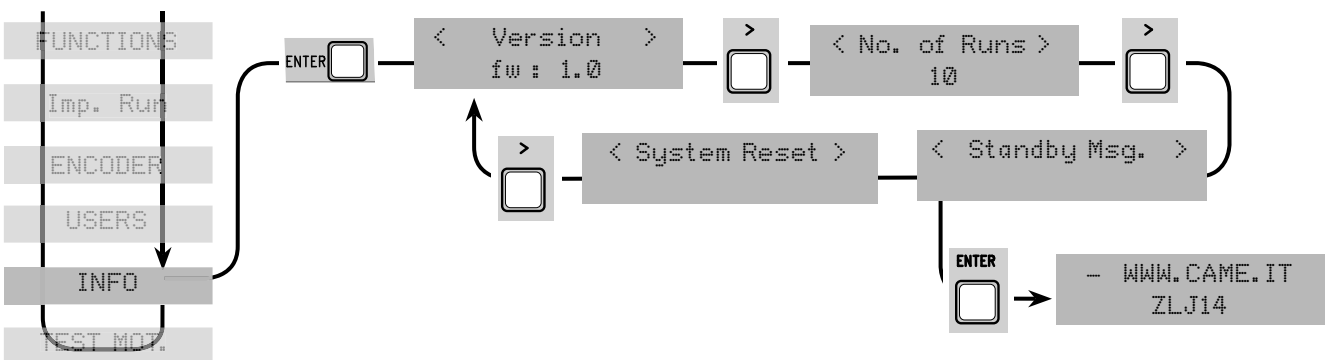 FUNCTIONS
Imp. Run
ENCODER
USERS
INFO
TEST MOT.
ENTER
< Version >
fw : 1.0
>
< No. of Runs >
10
>
< Standby Msg. >
< System Reset >
>
ENTER
– WWW.CAME.IT
ZLJ14